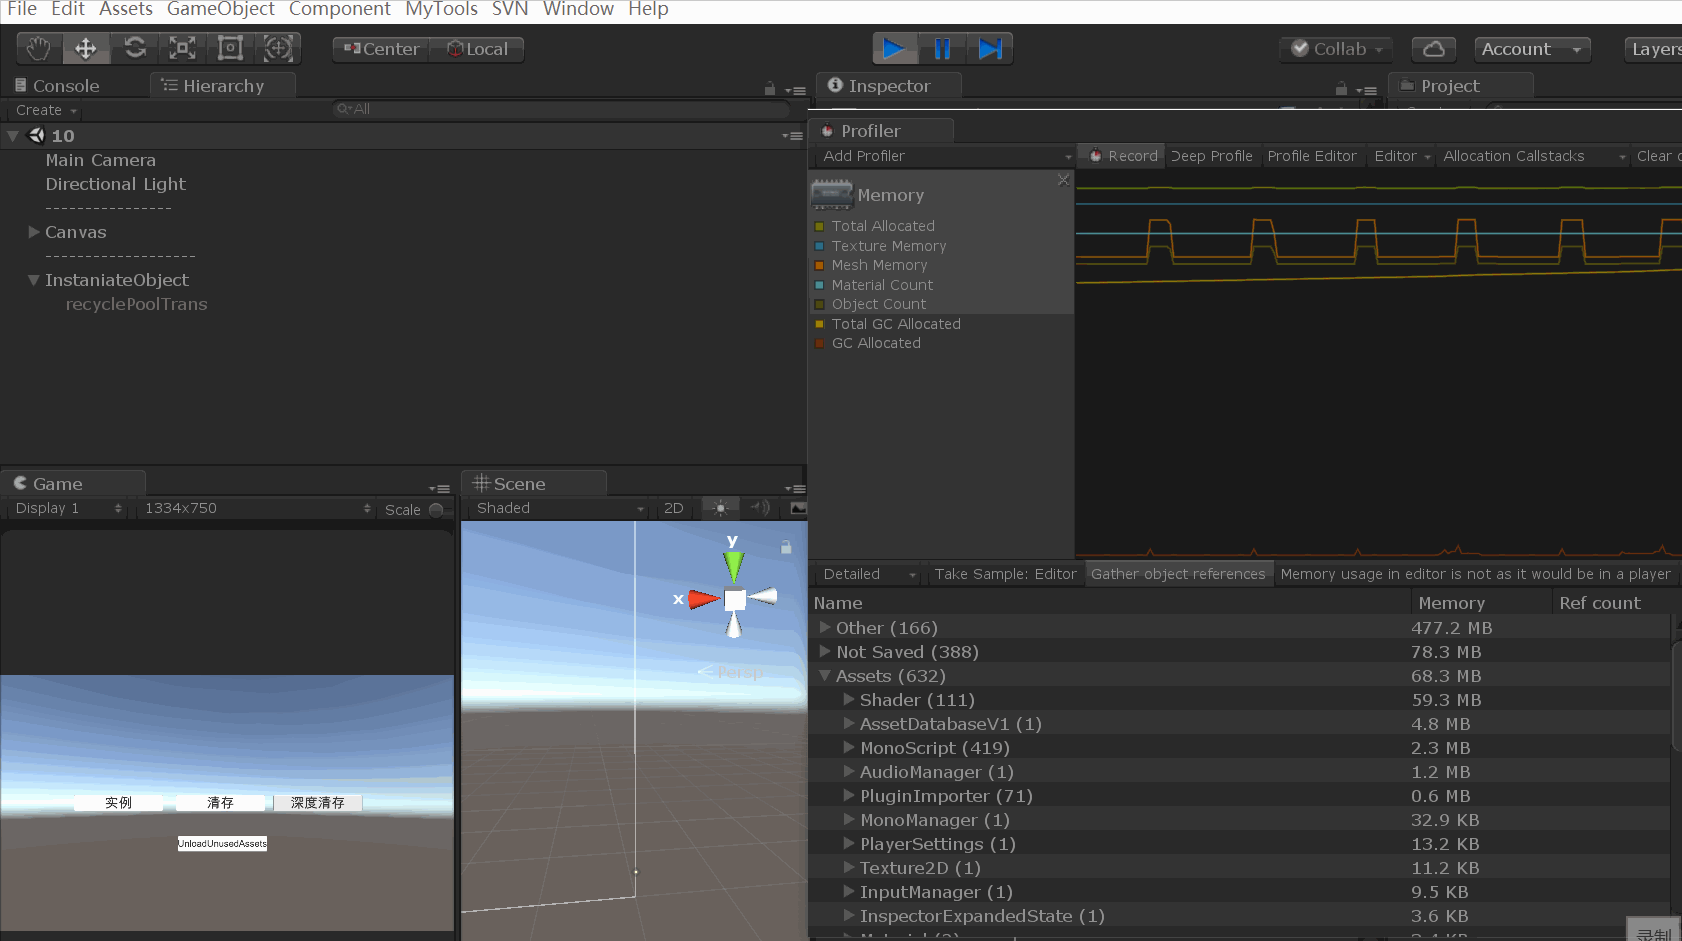 File Edit Assets GameObject Component MyTools SVN Window Help
Center Local Collab Account Layers
Console Hierarchy
Create All
10
Main Camera
Directional Light
----------------
Canvas
-------------------
InstaniateObject
recyclePoolTrans
Inspector Project
Profiler
Add Profiler Record Deep Profile Profile Editor Editor Allocation Callstacks Clear
Memory
Total Allocated
Texture Memory
Mesh Memory
Material Count
Object Count
Total GC Allocated
GC Allocated
Game
Display 1 1334x750 Scale
实例 清存 深度清存
UnloadUnusedAssets
Scene
Shaded 2D
y
x
Persp
Detailed Take Sample: Editor Gather object references Memory usage in editor is not as it would be in a player
Name Memory Ref count
Other (166) 477.2 MB
Not Saved (388) 78.3 MB
Assets (632) 68.3 MB
Shader (111) 59.3 MB
AssetDatabaseV1 (1) 4.8 MB
MonoScript (419) 2.3 MB
AudioManager (1) 1.2 MB
PluginImporter (71) 0.6 MB
MonoManager (1) 32.9 KB
PlayerSettings (1) 13.2 KB
Texture2D (1) 11.2 KB
InputManager (1) 9.5 KB
InspectorExpandedState (1) 3.6 KB
录制